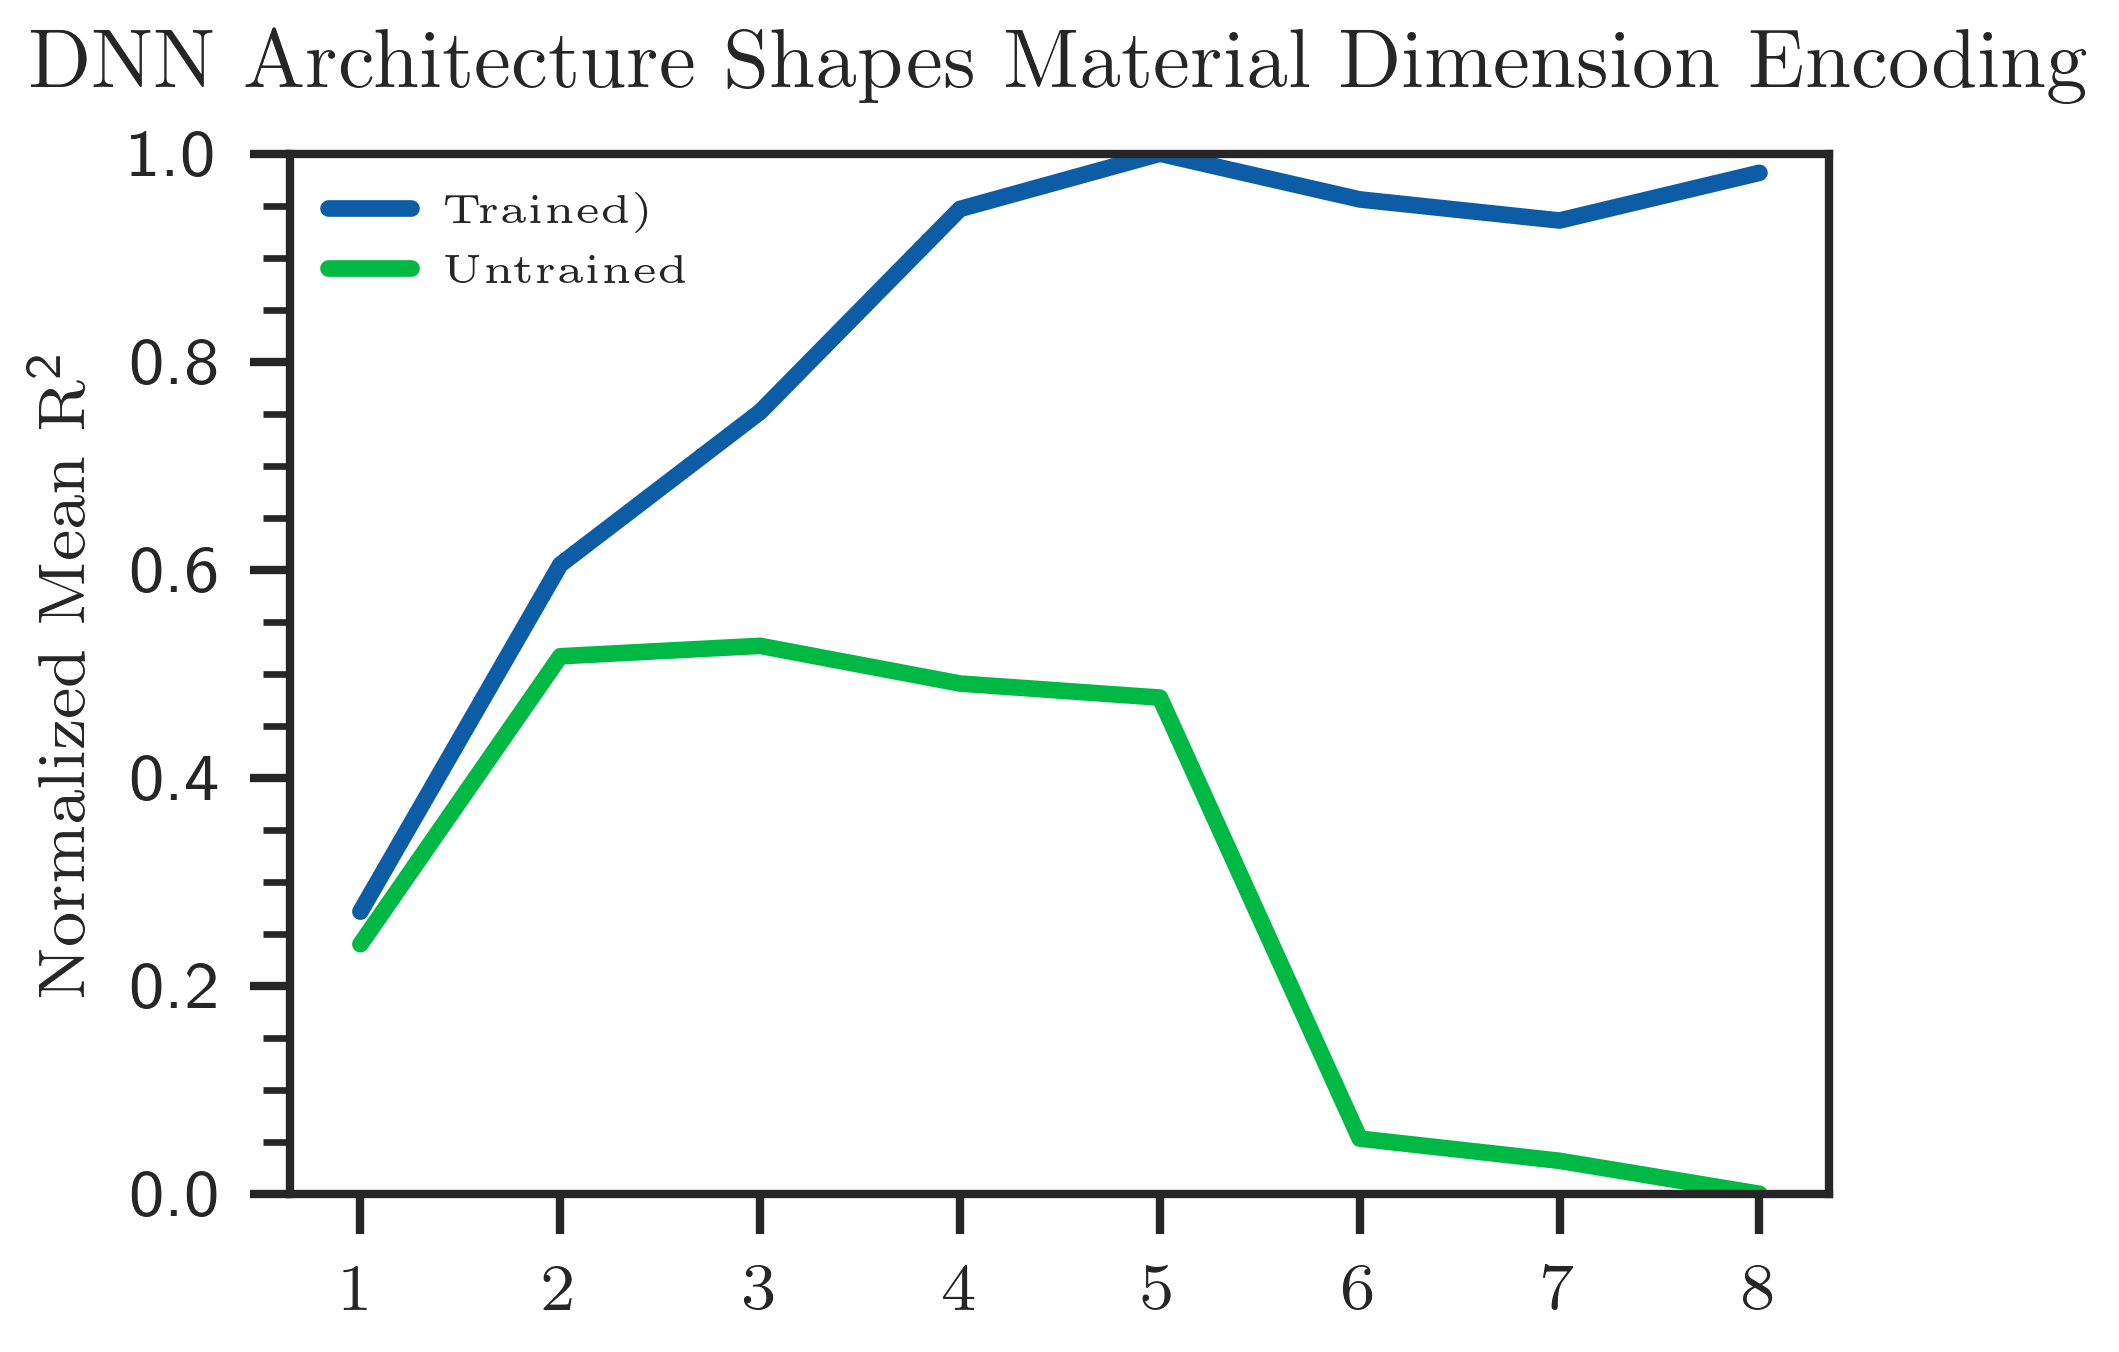 DNN Architecture Shapes Material Dimension Encoding
1.0
0.8
0.6
0.4
0.2
0.0
Normalized Mean R²
Trained)
Untrained
1 2 3 4 5 6 7 8